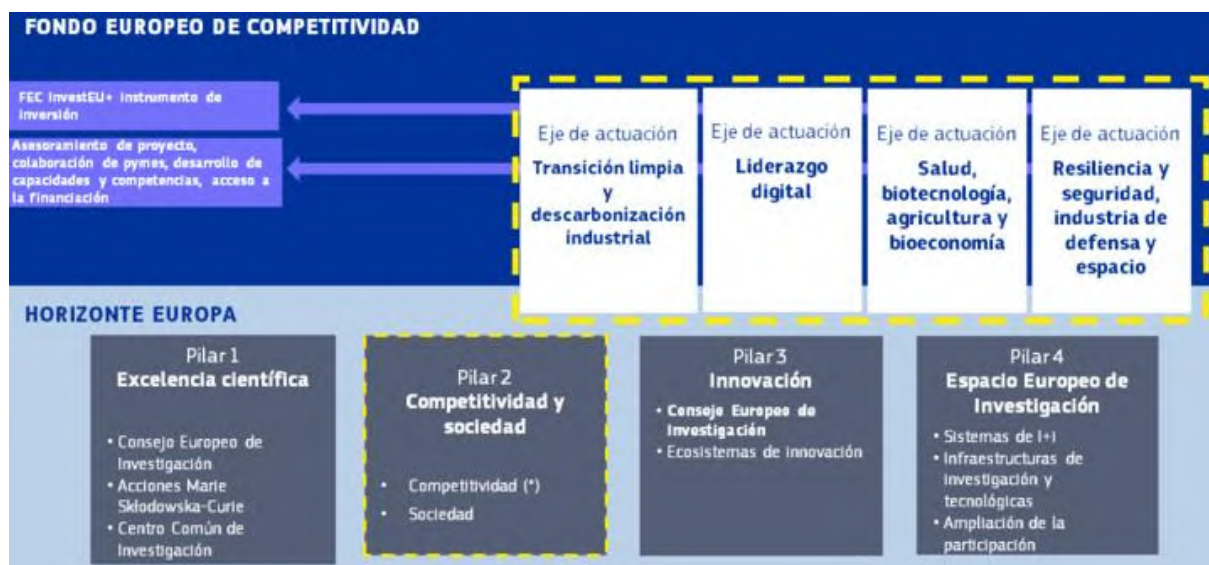 FONDO EUROPEO DE COMPETITIVIDAD
FEC InvestEU+ instrumento de
inversión
Asesoramiento de proyecto,
colaboración de pymes, desarrollo de
capacidades y competencias, acceso a
la financiación
Eje de actuación
Transición limpia
y
descarbonización
industrial
Eje de actuación
Liderazgo
digital
Eje de actuación
Salud,
biotecnología,
agricultura y
bioeconomía
Eje de actuación
Resiliencia y
seguridad,
industria de
defensa y
espacio
HORIZONTE EUROPA
Pilar 1
Excelencia científica
• Consejo Europeo de
Investigación
• Acciones Marie
Skłodowska-Curie
• Centro Común de
Investigación
Pilar 2
Competitividad y
sociedad
• Competitividad (*)
• Sociedad
Pilar 3
Innovación
• Consejo Europeo de
Investigación
• Ecosistemas de innovación
Pilar 4
Espacio Europeo de
Investigación
• Sistemas de I+I
• Infraestructuras de
investigación y
tecnológicas
• Ampliación de la
participación